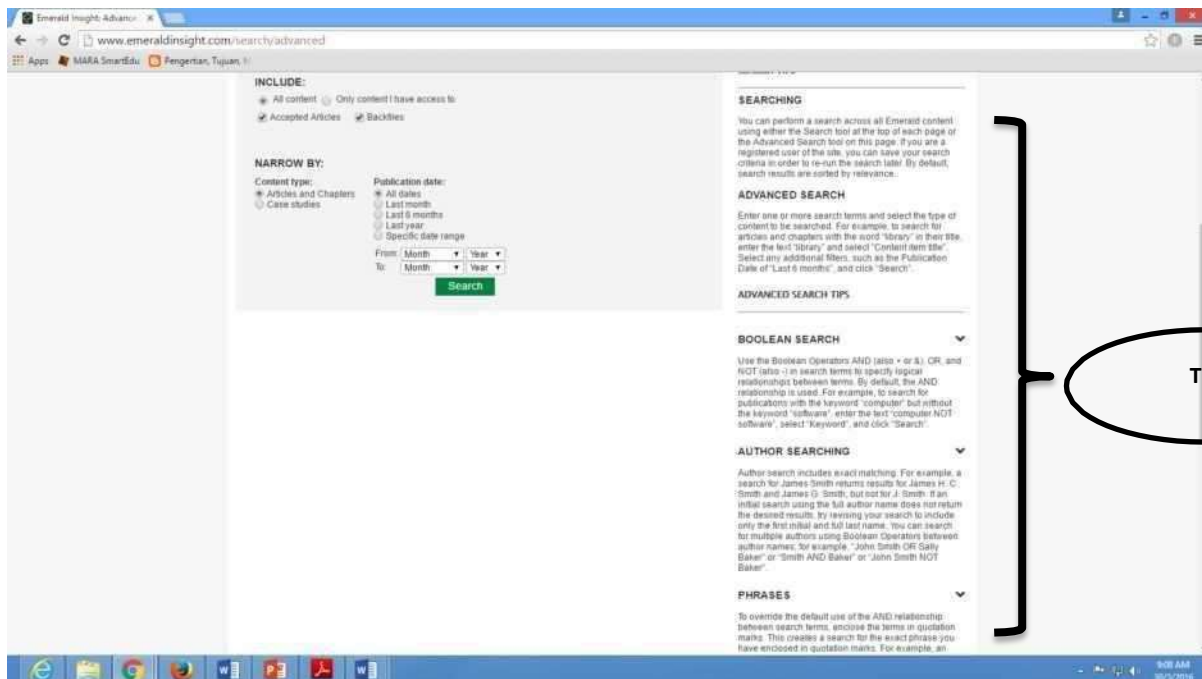 Emerald Insight: Advance
www.emeraldinsight.com/search/advanced
Apps MARA SmartEdu Pengertian, Tujuan,
INCLUDE:
All content Only content I have access to
Accepted Articles Backfiles
NARROW BY:
Content type: Publication date:
Articles and Chapters All dates
Case studies Last month
Last 6 months
Last year
Specific date range
From: Month Year
To: Month Year
Search
SEARCHING
You can perform a search across all Emerald content
using either the Search tool at the top of each page or
the Advanced Search tool on this page. If you are a
registered user of the site, you can save your search
criteria in order to re-run the search later. By default,
search results are sorted by relevance.
ADVANCED SEARCH
Enter one or more search terms and select the type of
content to be searched. For example, to search for
articles and chapters with the word "library" in their title,
enter the text "library" and select "Content item title".
Select any additional filters, such as the Publication
Date of "Last 6 months", and click "Search".
ADVANCED SEARCH TIPS
BOOLEAN SEARCH
Use the Boolean Operators AND (also + or &), OR, and
NOT (also -) in search terms to specify logical
relationships between terms. By default, the AND
relationship is used. For example, to search for
publications with the keyword "computer" but without
the keyword "software", enter the text "computer NOT
software", select "Keyword", and click "Search".
AUTHOR SEARCHING
Author search includes exact matching. For example, a
search for James Smith returns results for James H. C.
Smith and James G. Smith, but not for J. Smith. If an
initial search using the full author name does not return
the desired results, try revising your search to include
only the first initial and full last name. You can search
for multiple authors using Boolean Operators between
author names; for example, "John Smith OR Sally
Baker" or "Smith AND Baker" or "John Smith NOT
Baker".
PHRASES
To override the default use of the AND relationship
between search terms, enclose the terms in quotation
marks. This creates a search for the exact phrase you
have enclosed in quotation marks. For example, an
T
9:08 AM
30/5/2016